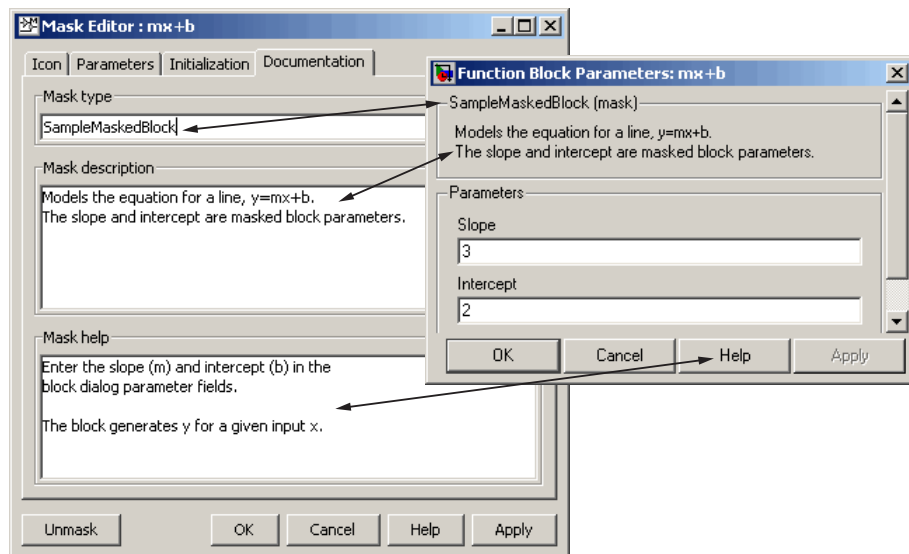 Mask Editor : mx+b
Icon Parameters Initialization Documentation
Mask type
SampleMaskedBlock
Mask description
Models the equation for a line, y=mx+b.
The slope and intercept are masked block parameters.
Mask help
Enter the slope (m) and intercept (b) in the
block dialog parameter fields.
The block generates y for a given input x.
Unmask OK Cancel Help Apply
Function Block Parameters: mx+b
SampleMaskedBlock (mask)
Models the equation for a line, y=mx+b.
The slope and intercept are masked block parameters.
Parameters
Slope
3
Intercept
2
OK Cancel Help Apply